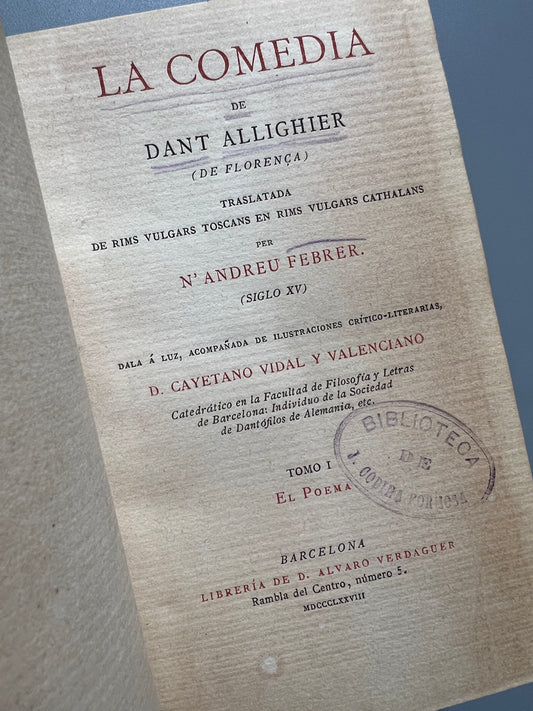 LA COMEDIA
DE
DANT ALLIGHIER
(DE FLORENÇA)
TRASLATADA
DE RIMS VULGARS TOSCANS EN RIMS VULGARS CATHALANS
PER
N' ANDREU FEBRER.
(SIGLO XV)
DALA Á LUZ, ACOMPAÑADA DE ILUSTRACIONES CRÍTICO-LITERARIAS,
D. CAYETANO VIDAL Y VALENCIANO
Catedrático en la Facultad de Filosofía y Letras
de Barcelona: Individuo de la Sociedad
de Dantófilos de Alemania, etc.
TOMO I
EL POEMA
BIBLIOTECA
DE
J. CODINA FORMOSA
BARCELONA
LIBRERÍA DE D. ALVARO VERDAGUER
Rambla del Centro, número 5.
MDCCCLXXVIII